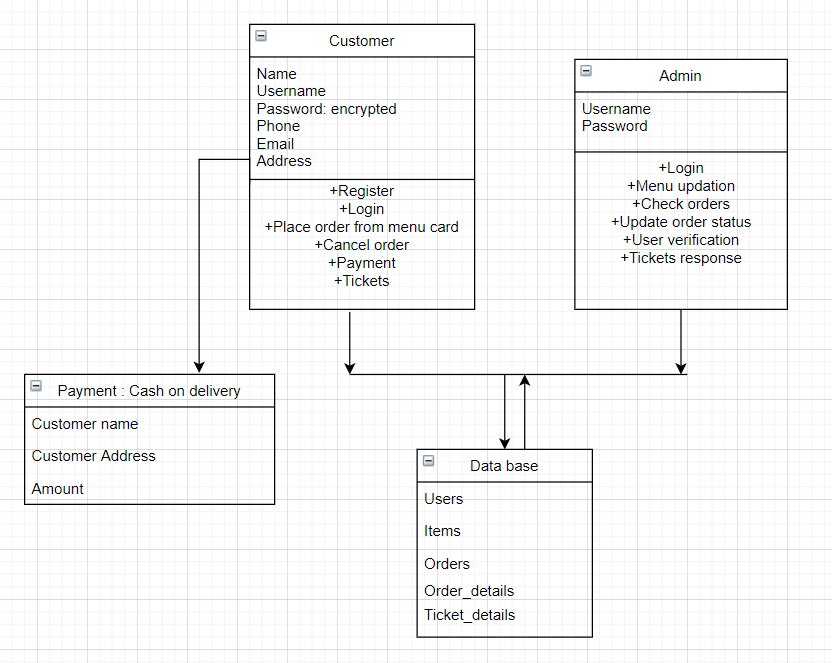 Customer
Name
Username
Password: encrypted
Phone
Email
Address
+Register
+Login
+Place order from menu card
+Cancel order
+Payment
+Tickets
Admin
Username
Password
+Login
+Menu updation
+Check orders
+Update order status
+User verification
+Tickets response
Payment : Cash on delivery
Customer name
Customer Address
Amount
Data base
Users
Items
Orders
Order_details
Ticket_details